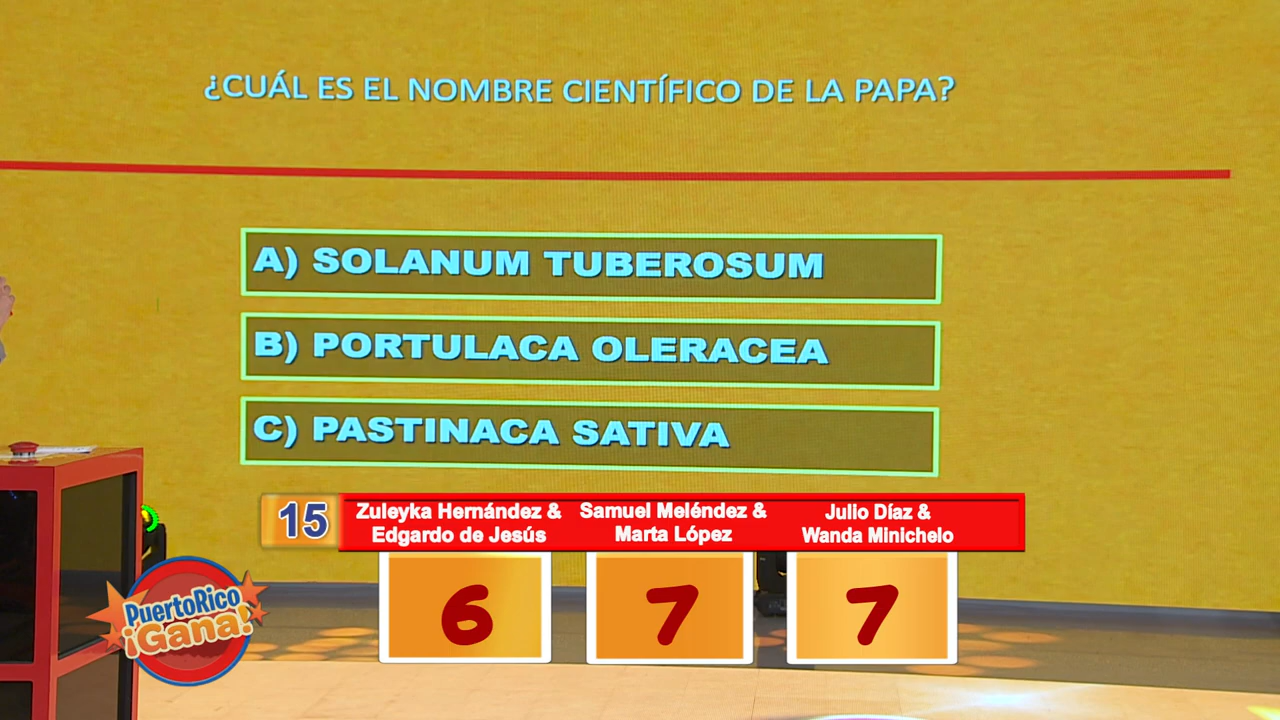 ¿CUÁL ES EL NOMBRE CIENTÍFICO DE LA PAPA?
A) SOLANUM TUBEROSUM
B) PORTULACA OLERACEA
C) PASTINACA SATIVA
15
Zuleyka Hernández &
Edgardo de Jesús
Samuel Meléndez &
Marta López
Julio Díaz &
Wanda Minichelo
6
7
7
PuertoRico
¡Gana!